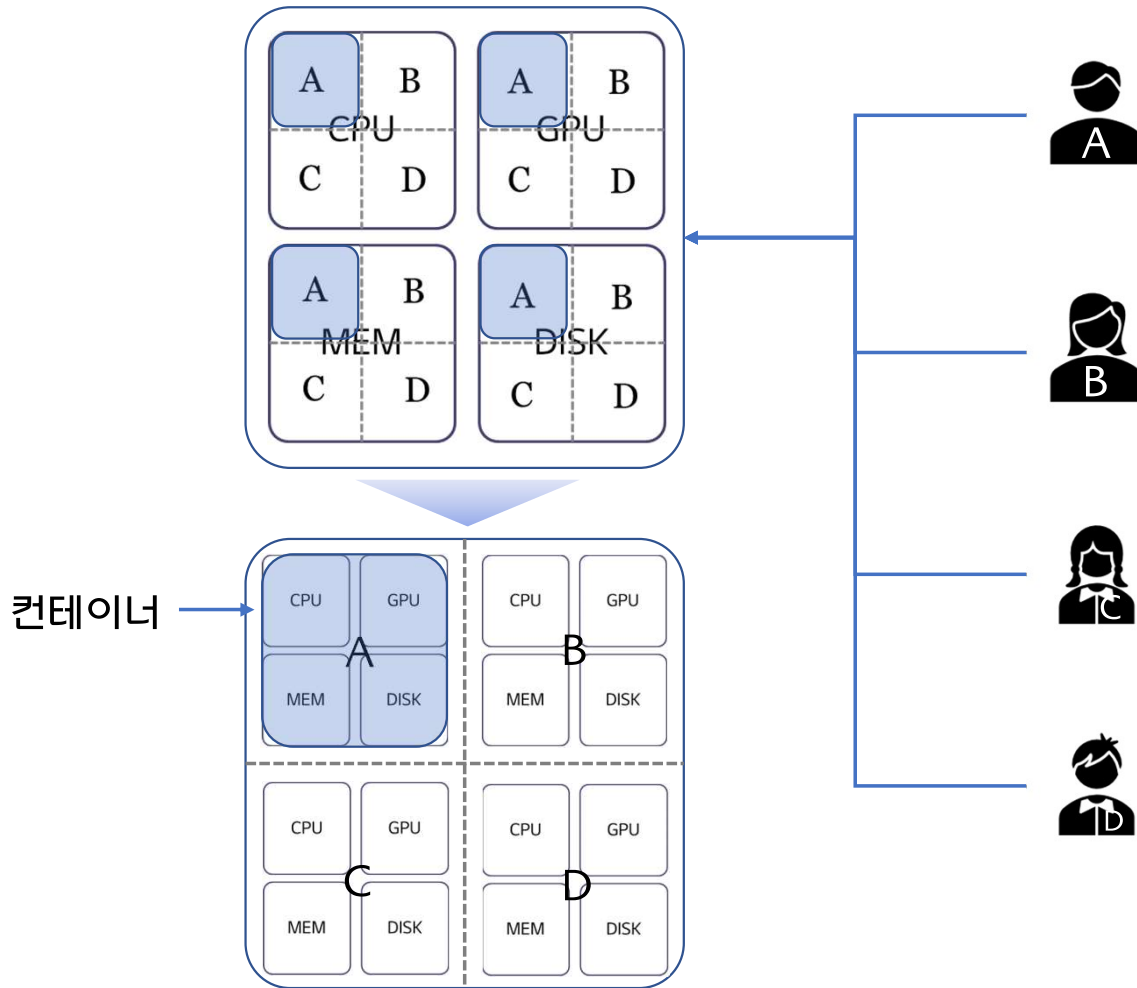 A B A B
CPU GPU
C D C D
A B A B
MEM DISK
C D C D
A
B
C
D
컨테이너
CPU GPU CPU GPU
A B
MEM DISK MEM DISK
CPU GPU CPU GPU
C D
MEM DISK MEM DISK